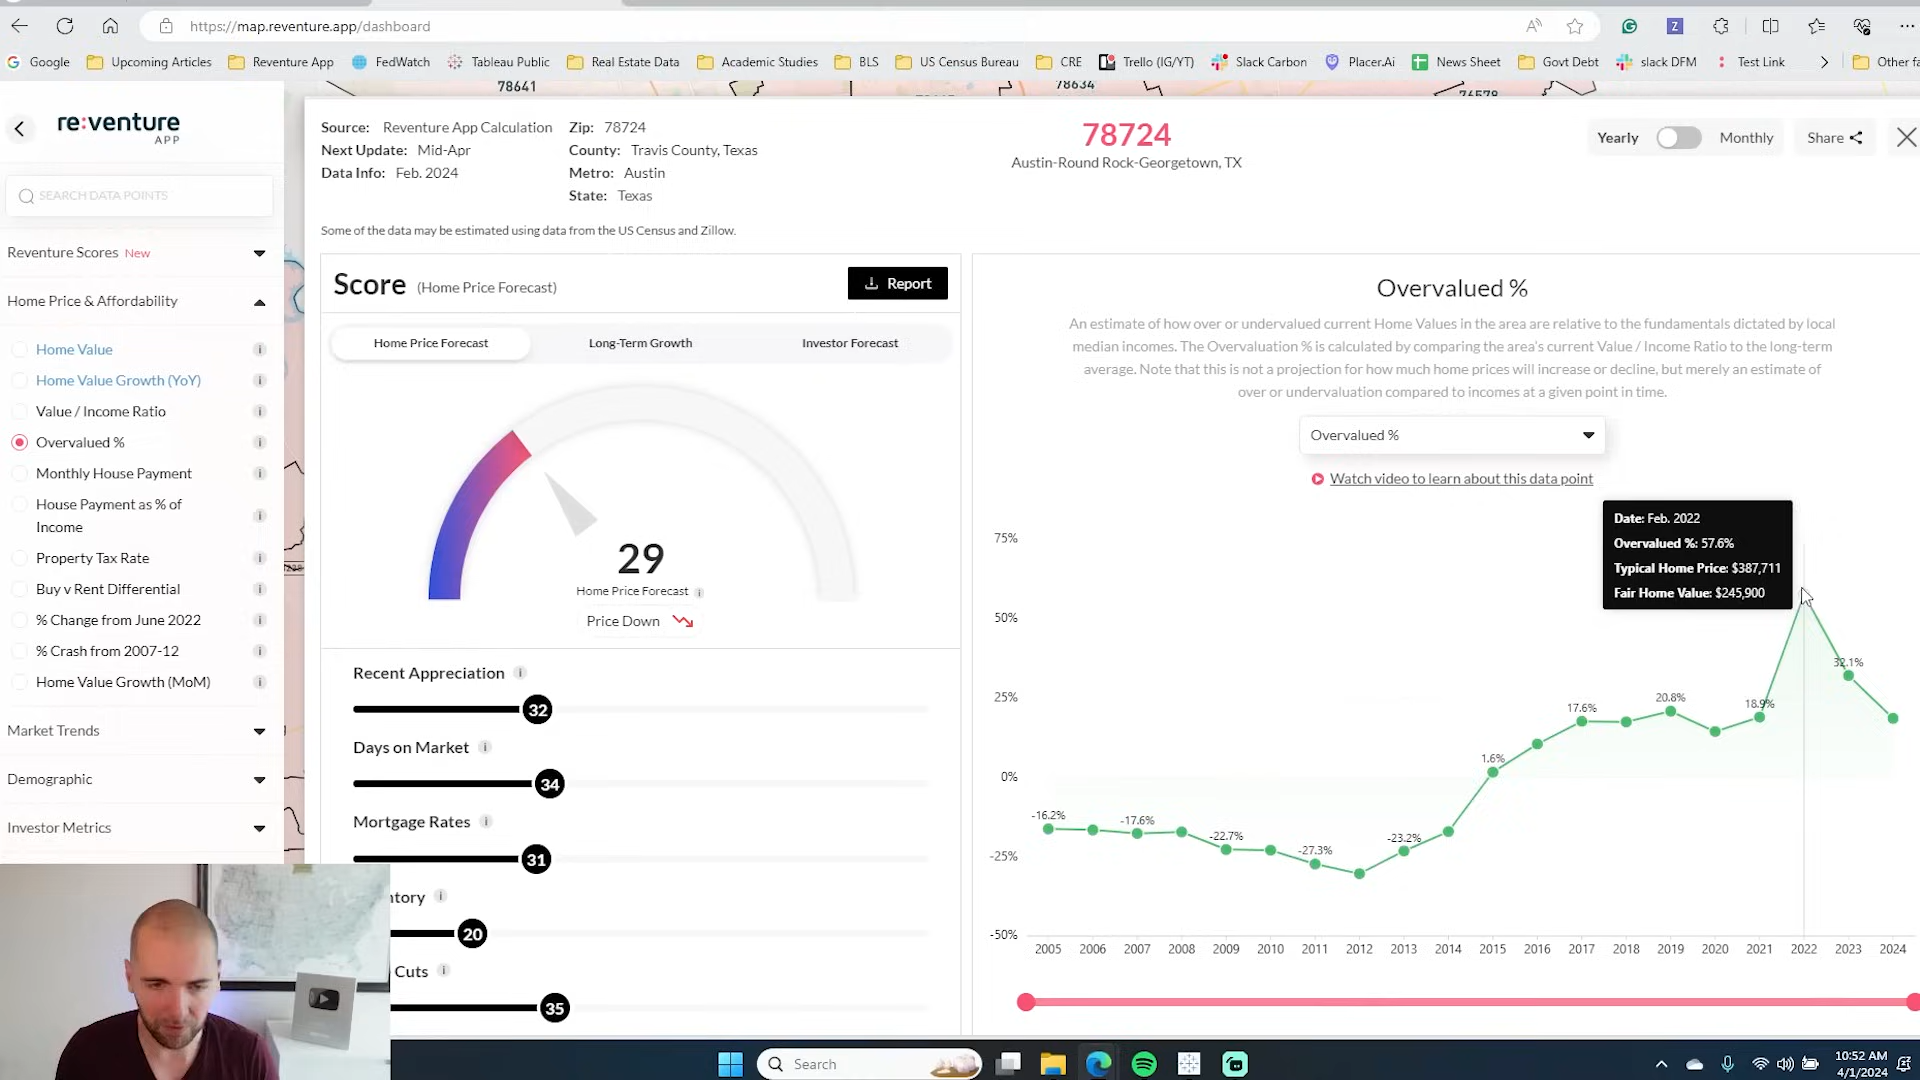 https://map.reventure.app/dashboard
Google
Upcoming Articles
Reventure App
FedWatch
Tableau Public
Real Estate Data
Academic Studies
BLS
US Census Bureau
CRE
Trello (IG/YT)
Slack Carbon
Placer.Ai
News Sheet
Govt Debt
slack DFM
Test Link
Other fa
78641
78634
76578
re:venture
APP
SEARCH DATA POINTS
Reventure Scores New
Home Price & Affordability
Home Value
Home Value Growth (YoY)
Value / Income Ratio
Overvalued %
Monthly House Payment
House Payment as % of
Income
Property Tax Rate
Buy v Rent Differential
% Change from June 2022
% Crash from 2007-12
Home Value Growth (MoM)
Market Trends
Demographic
Investor Metrics
Source: Reventure App Calculation
Next Update: Mid-Apr
Data Info: Feb. 2024
Zip: 78724
County: Travis County, Texas
Metro: Austin
State: Texas
78724
Austin-Round Rock-Georgetown, TX
Yearly
Monthly
Share
Some of the data may be estimated using data from the US Census and Zillow.
Score (Home Price Forecast)
Report
Home Price Forecast
Long-Term Growth
Investor Forecast
29
Home Price Forecast
Price Down
Recent Appreciation
32
Days on Market
34
Mortgage Rates
31
tory
20
Cuts
35
Overvalued %
An estimate of how over or undervalued current Home Values in the area are relative to the fundamentals dictated by local
median incomes. The Overvaluation % is calculated by comparing the area's current Value / Income Ratio to the long-term
average. Note that this is not a projection for how much home prices will increase or decline, but merely an estimate of
over or undervaluation compared to incomes at a given point in time.
Overvalued %
Watch video to learn about this data point
Date: Feb. 2022
Overvalued %: 57.6%
Typical Home Price: $387,711
Fair Home Value: $245,900
75%
50%
25%
0%
-25%
-50%
-16.2%
-17.6%
-22.7%
-27.3%
-23.2%
1.6%
17.6%
20.8%
18.9%
32.1%
2005
2006
2007
2008
2009
2010
2011
2012
2013
2014
2015
2016
2017
2018
2019
2020
2021
2022
2023
2024
Search
10:52 AM
4/1/2024